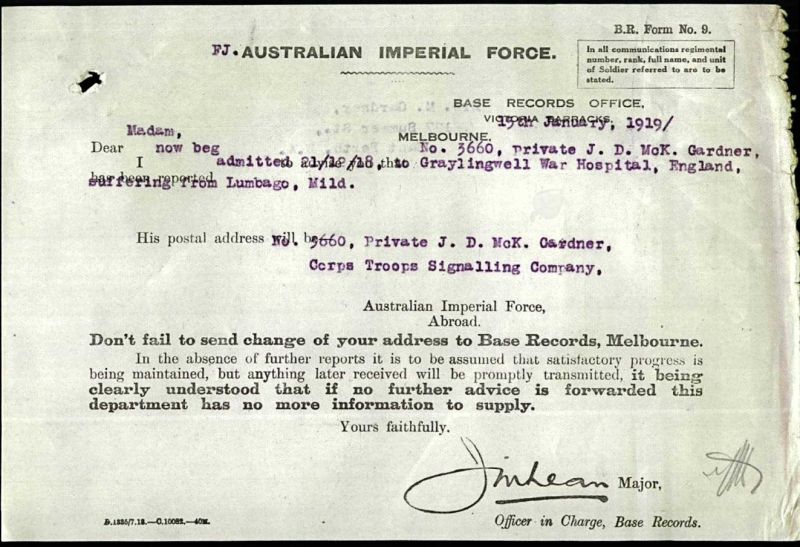 B.R. Form No. 9.
FJ. AUSTRALIAN IMPERIAL FORCE.
In all communications regimental
number, rank, full name, and unit
of Soldier referred to are to be
stated.
BASE RECORDS OFFICE,
VICTORIA BARRACKS,
15th January, 1919/
MELBOURNE,
Madam,
Dear now beg No. 3660, Private J. D. McK. Gardner,
I admitted 21/12/18, to Graylingwell War Hospital, England,
has been reported
suffering from Lumbago, Mild.
His postal address will be
No. 3660, Private J. D. McK. Gardner,
Corps Troops Signalling Company,
Australian Imperial Force,
Abroad.
Don't fail to send change of your address to Base Records, Melbourne.
In the absence of further reports it is to be assumed that satisfactory progress is
being maintained, but anything later received will be promptly transmitted, it being
clearly understood that if no further advice is forwarded this
department has no more information to supply.
Yours faithfully.
Major,
D.1336/7.18.—C.10082.—40M.
Officer in Charge, Base Records.